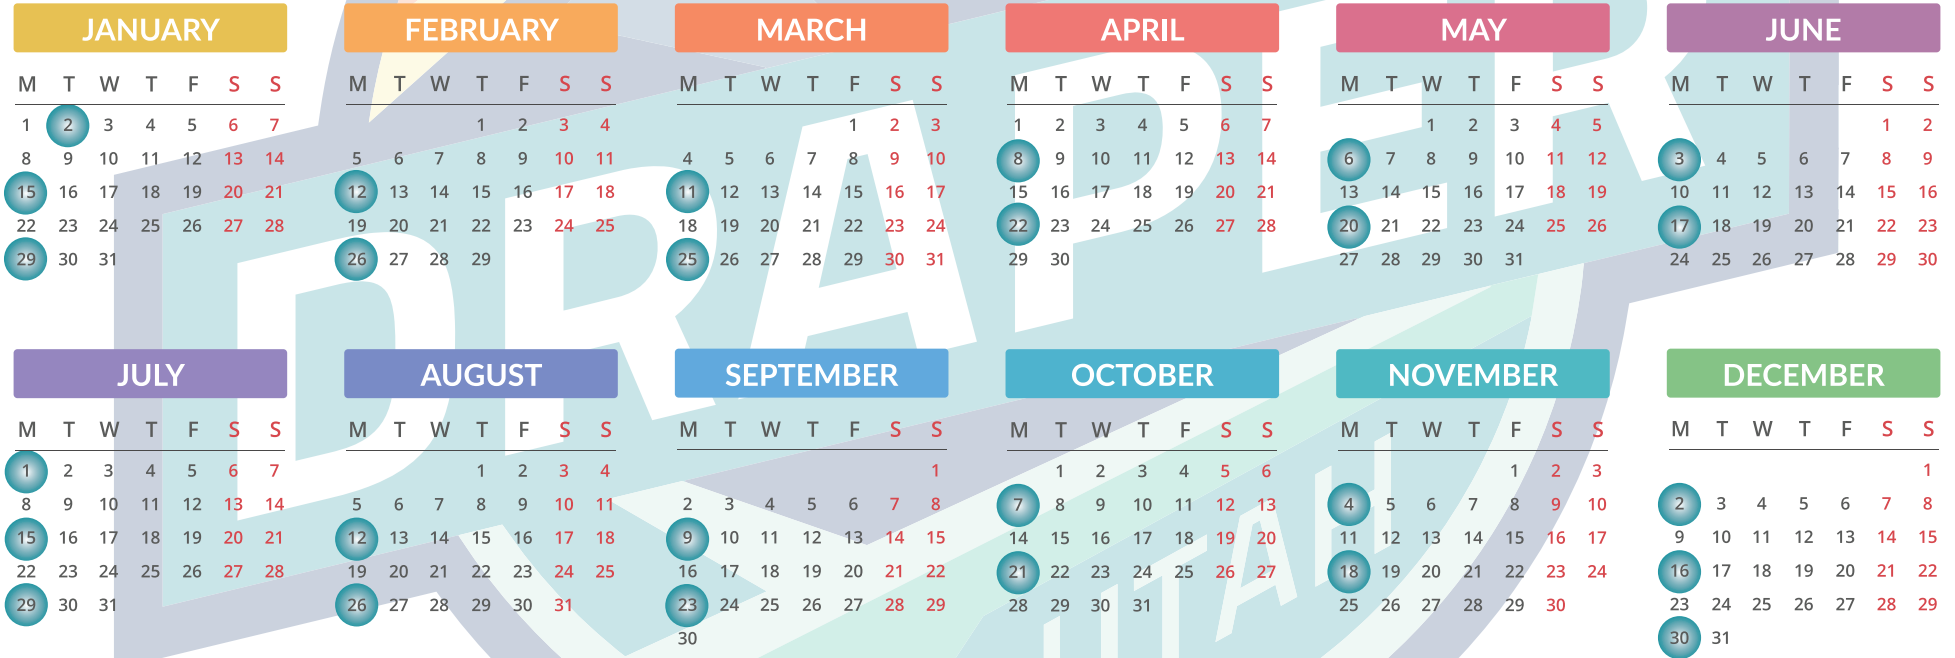 JANUARY
M T W T F S S
1 2 3 4 5 6 7
8 9 10 11 12 13 14
15 16 17 18 19 20 21
22 23 24 25 26 27 28
29 30 31
FEBRUARY
M T W T F S S
1 2 3 4
5 6 7 8 9 10 11
12 13 14 15 16 17 18
19 20 21 22 23 24 25
26 27 28 29
MARCH
M T W T F S S
1 2 3
4 5 6 7 8 9 10
11 12 13 14 15 16 17
18 19 20 21 22 23 24
25 26 27 28 29 30 31
APRIL
M T W T F S S
1 2 3 4 5 6 7
8 9 10 11 12 13 14
15 16 17 18 19 20 21
22 23 24 25 26 27 28
29 30
MAY
M T W T F S S
1 2 3 4 5
6 7 8 9 10 11 12
13 14 15 16 17 18 19
20 21 22 23 24 25 26
27 28 29 30 31
JUNE
M T W T F S S
1 2
3 4 5 6 7 8 9
10 11 12 13 14 15 16
17 18 19 20 21 22 23
24 25 26 27 28 29 30
DRAPER
JULY
M T W T F S S
1 2 3 4 5 6 7
8 9 10 11 12 13 14
15 16 17 18 19 20 21
22 23 24 25 26 27 28
29 30 31
AUGUST
M T W T F S S
1 2 3 4
5 6 7 8 9 10 11
12 13 14 15 16 17 18
19 20 21 22 23 24 25
26 27 28 29 30 31
SEPTEMBER
M T W T F S S
1
2 3 4 5 6 7 8
9 10 11 12 13 14 15
16 17 18 19 20 21 22
23 24 25 26 27 28 29
30
OCTOBER
M T W T F S S
1 2 3 4 5 6
7 8 9 10 11 12 13
14 15 16 17 18 19 20
21 22 23 24 25 26 27
28 29 30 31
NOVEMBER
M T W T F S S
1 2 3
4 5 6 7 8 9 10
11 12 13 14 15 16 17
18 19 20 21 22 23 24
25 26 27 28 29 30
DECEMBER
M T W T F S S
1
2 3 4 5 6 7 8
9 10 11 12 13 14 15
16 17 18 19 20 21 22
23 24 25 26 27 28 29
30 31
UTAH